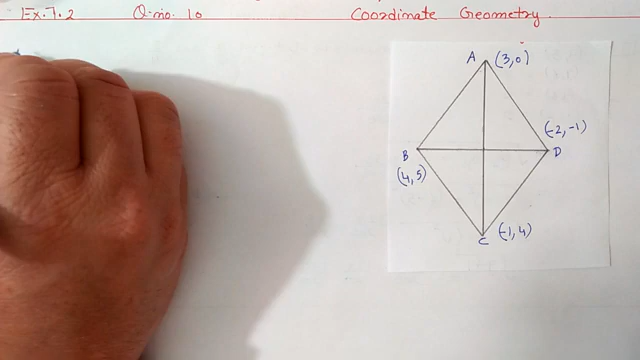 Ex.7.2 Q.no. 10 Coordinate Geometry.
A (3,0)
(-2,-1)
B D
(4,5)
C (-1,4)